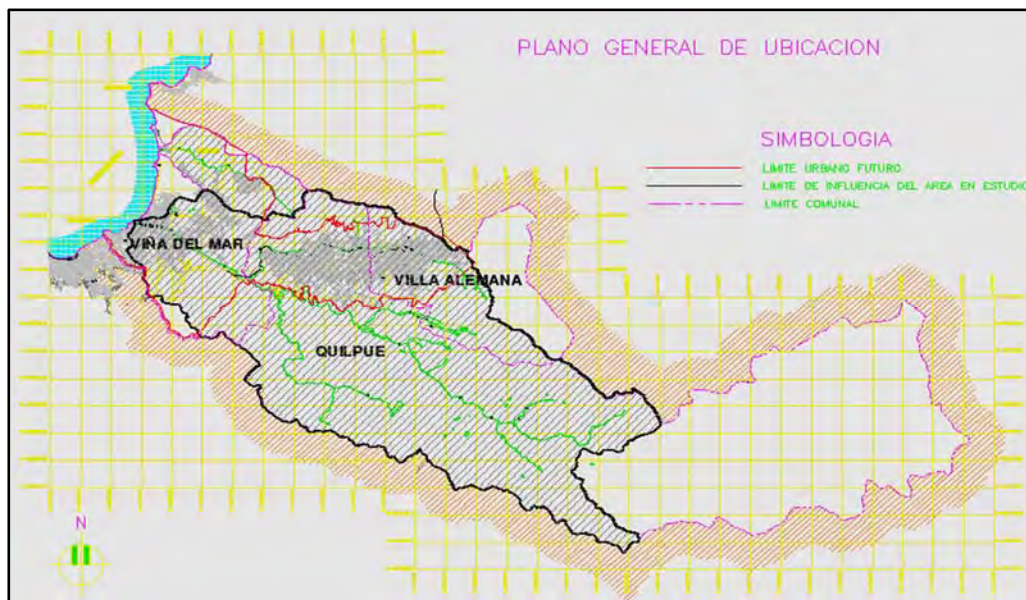 PLANO GENERAL DE UBICACION
SIMBOLOGIA
LIMITE URBANO FUTURO
LIMITE DE INFLUENCIA DEL AREA EN ESTUDIO
LIMITE COMUNAL
VIÑA DEL MAR
VILLA ALEMANA
QUILPUE
N